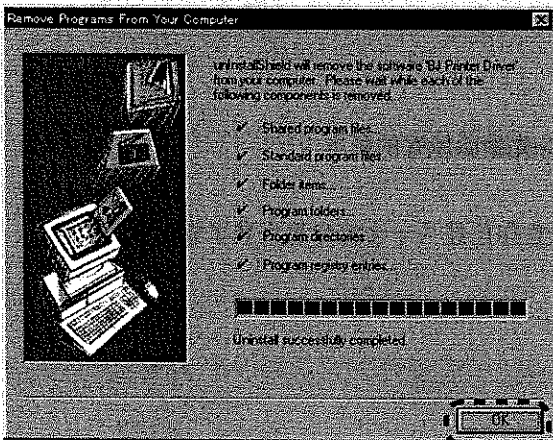 Remove Programs From Your Computer
unInstallShield will remove the software 'BJ Printer Driver'
from your computer. Please wait while each of the
following components is removed.
✓ Shared program files...
✓ Standard program files...
✓ Folder items...
✓ Program folders...
✓ Program directories...
✓ Program registry entries...
Uninstall successfully completed.
OK